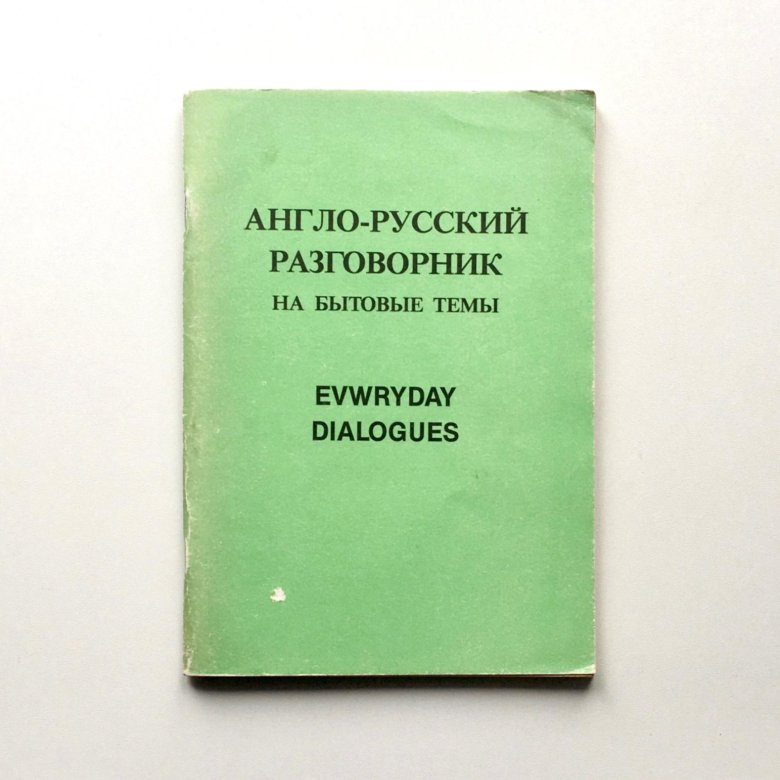 АНГЛО-РУССКИЙ
РАЗГОВОРНИК
НА БЫТОВЫЕ ТЕМЫ
EVWRYDAY
DIALOGUES